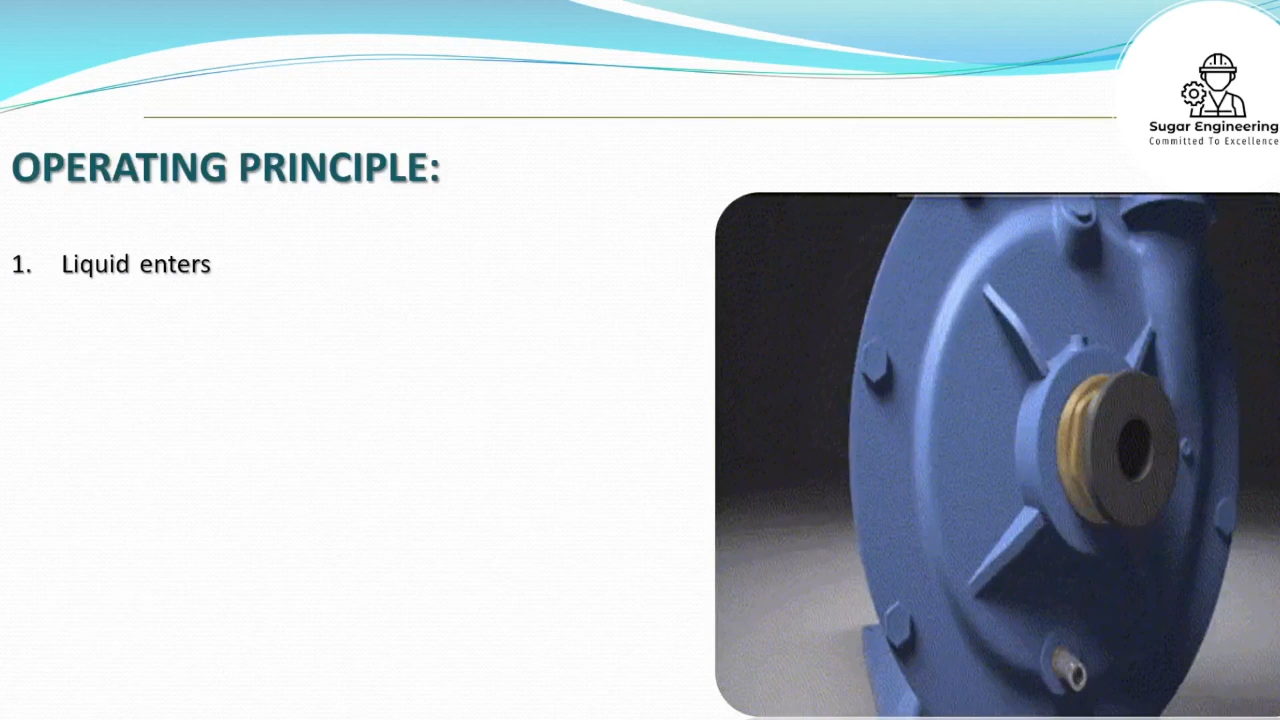 Sugar Engineering
Committed To Excellence
OPERATING PRINCIPLE:
1. Liquid enters